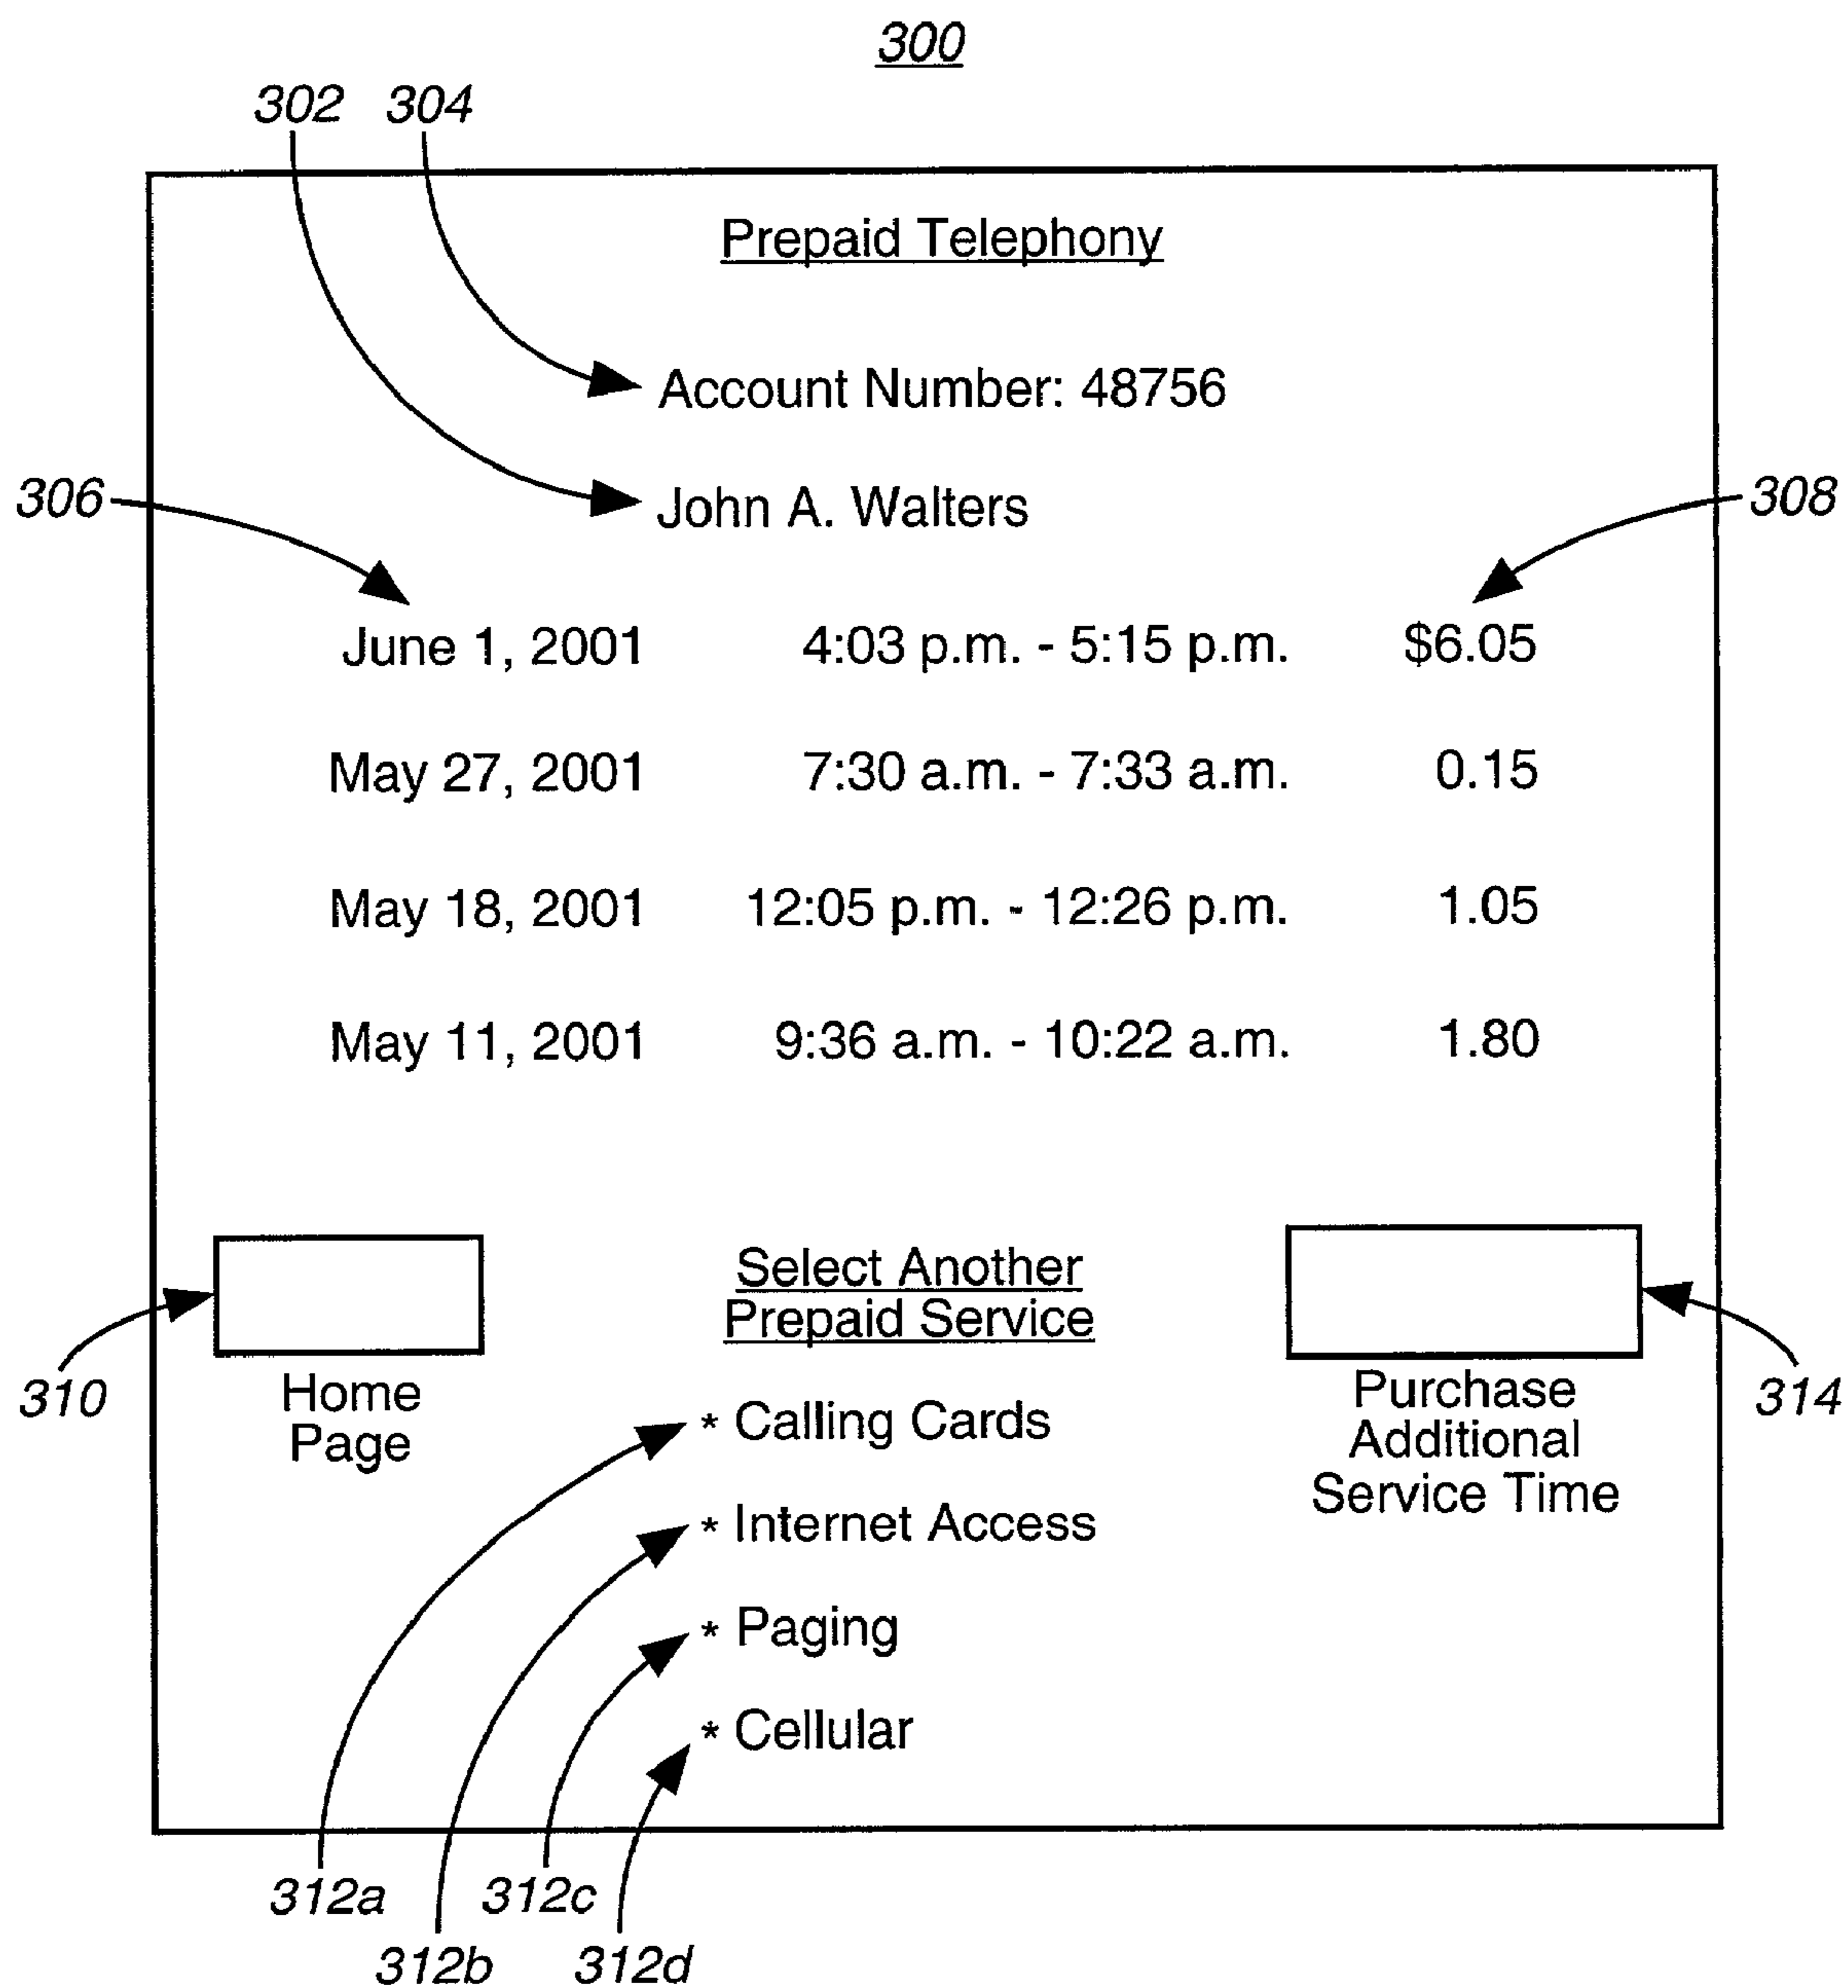 300
302 304
Prepaid Telephony
Account Number: 48756
John A. Walters
306
308
June 1, 2001 4:03 p.m. - 5:15 p.m. $6.05
May 27, 2001 7:30 a.m. - 7:33 a.m. 0.15
May 18, 2001 12:05 p.m. - 12:26 p.m. 1.05
May 11, 2001 9:36 a.m. - 10:22 a.m. 1.80
310
Home
Page
Select Another
Prepaid Service
* Calling Cards
* Internet Access
* Paging
* Cellular
Purchase
Additional
Service Time
314
312a
312b
312c
312d